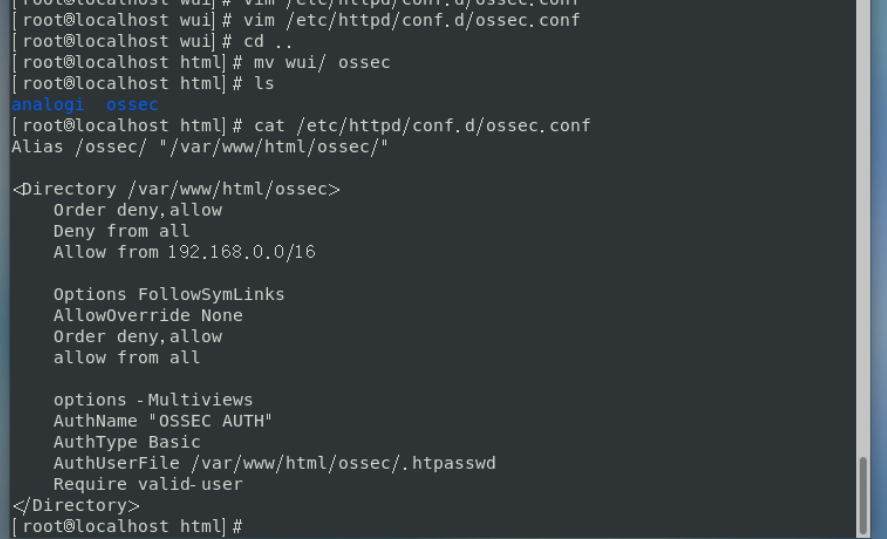 [root@localhost wui]# vim /etc/httpd/conf.d/ossec.conf
[root@localhost wui]# vim /etc/httpd/conf.d/ossec.conf
[root@localhost wui]# cd ..
[root@localhost html]# mv wui/ ossec
[root@localhost html]# ls
analogi  ossec
[root@localhost html]# cat /etc/httpd/conf.d/ossec.conf
Alias /ossec/ "/var/www/html/ossec/"
<Directory /var/www/html/ossec>
    Order deny,allow
    Deny from all
    Allow from 192.168.0.0/16
    Options FollowSymLinks
    AllowOverride None
    Order deny,allow
    allow from all
    options -Multiviews
    AuthName "OSSEC AUTH"
    AuthType Basic
    AuthUserFile /var/www/html/ossec/.htpasswd
    Require valid-user
</Directory>
[root@localhost html]#